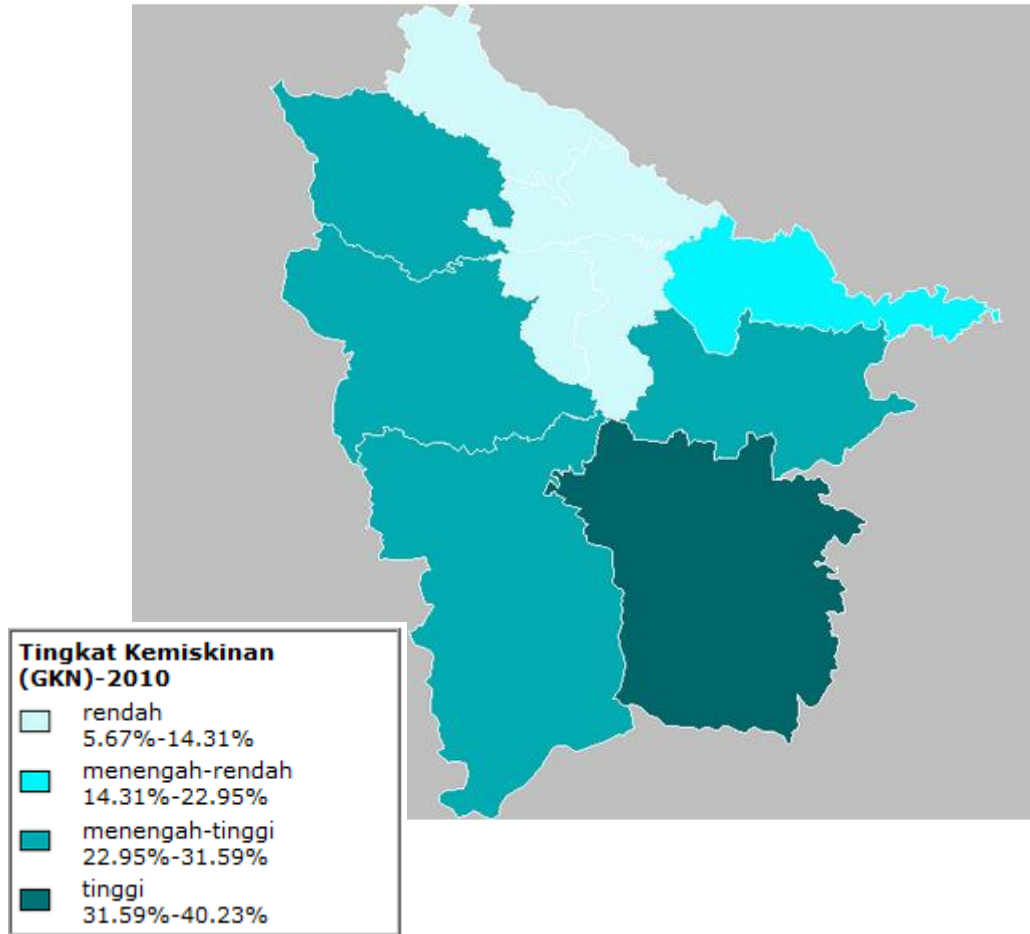 Tingkat Kemiskinan
(GKN)-2010
rendah
5.67%-14.31%
menengah-rendah
14.31%-22.95%
menengah-tinggi
22.95%-31.59%
tinggi
31.59%-40.23%